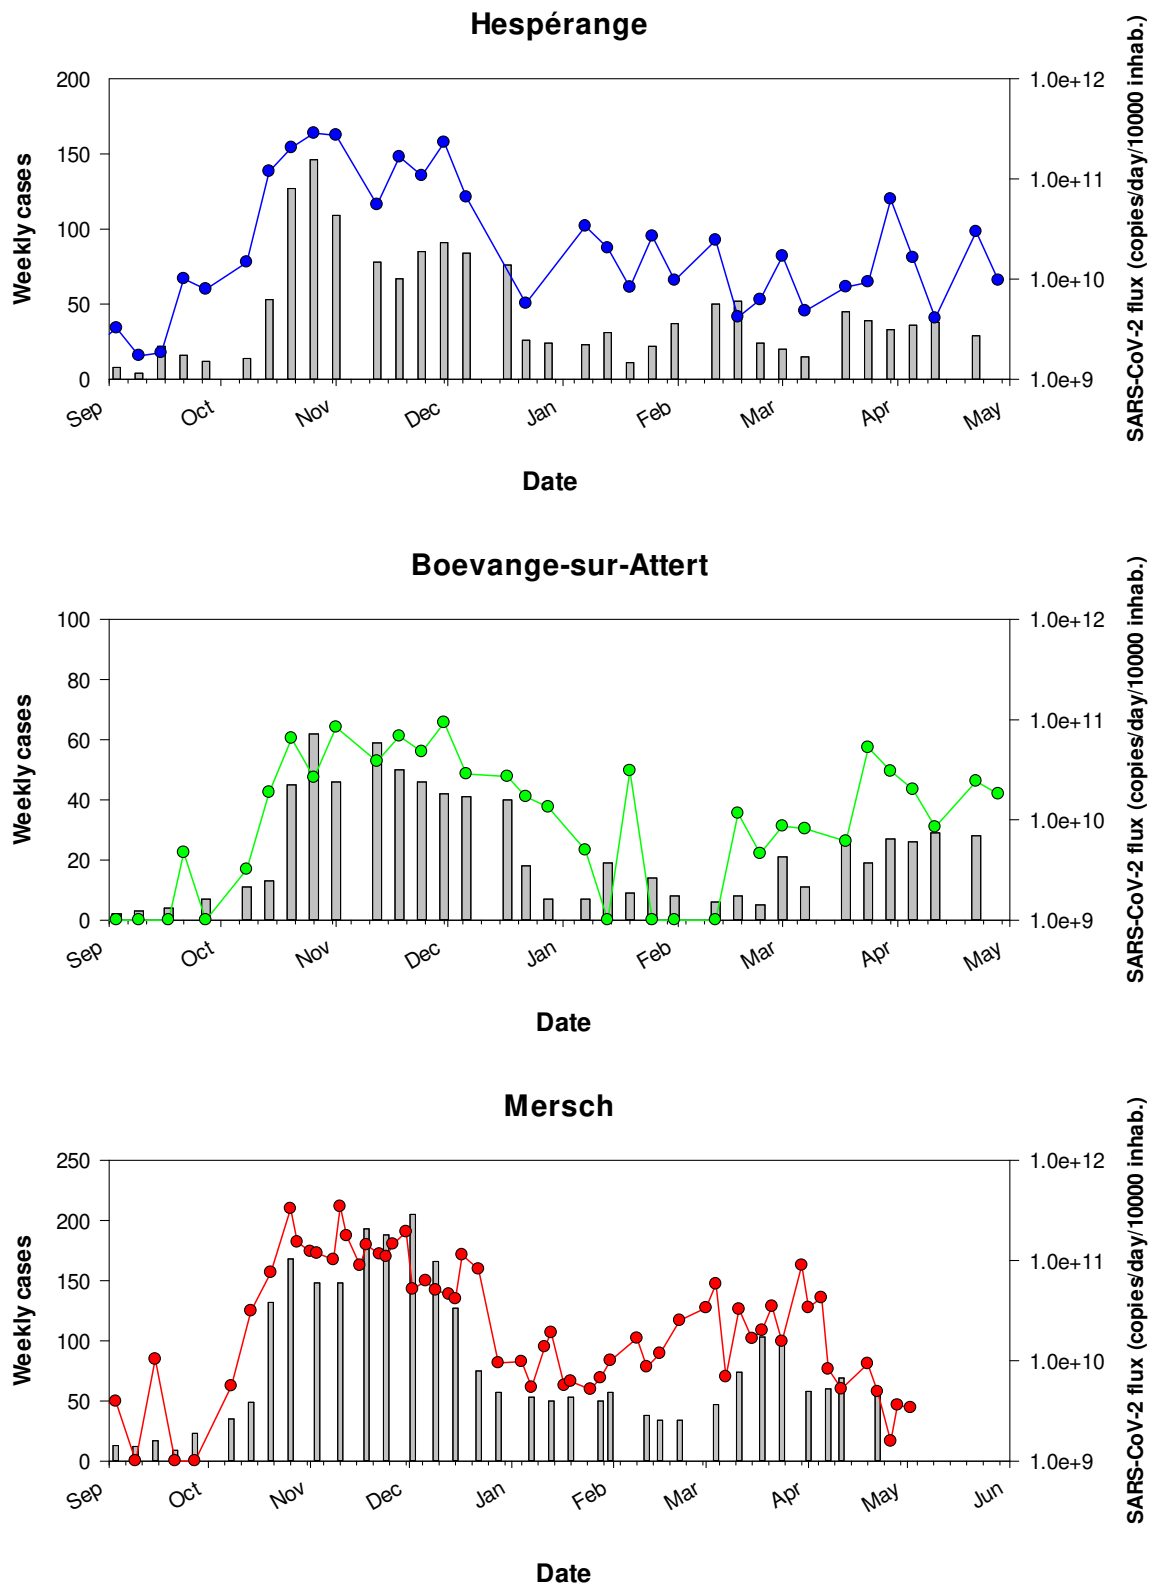 Hespérange
200
150
100
50
0
Weekly cases
1.0e+12
1.0e+11
1.0e+10
1.0e+9
SARS-CoV-2 flux (copies/day/10000 inhab.)
Sep Oct Nov Dec Jan Feb Mar Apr May
Date
Boevange-sur-Attert
100
80
60
40
20
0
Weekly cases
1.0e+12
1.0e+11
1.0e+10
1.0e+9
SARS-CoV-2 flux (copies/day/10000 inhab.)
Sep Oct Nov Dec Jan Feb Mar Apr May
Date
Mersch
250
200
150
100
50
0
Weekly cases
1.0e+12
1.0e+11
1.0e+10
1.0e+9
SARS-CoV-2 flux (copies/day/10000 inhab.)
Sep Oct Nov Dec Jan Feb Mar Apr May Jun
Date